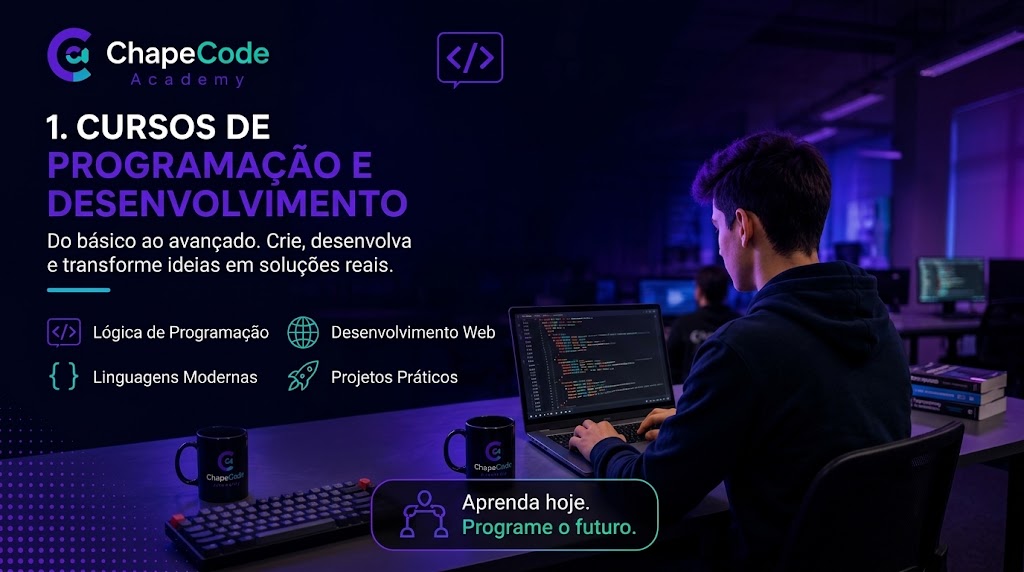 ChapeCode
Academy
</>
1. CURSOS DE
PROGRAMAÇÃO E
DESENVOLVIMENTO
Do básico ao avançado. Crie, desenvolva
e transforme ideias em soluções reais.
</> Lógica de Programação
Desenvolvimento Web
{ } Linguagens Modernas
Projetos Práticos
ChapeCode
ChapeCode
Aprenda hoje.
Programe o futuro.